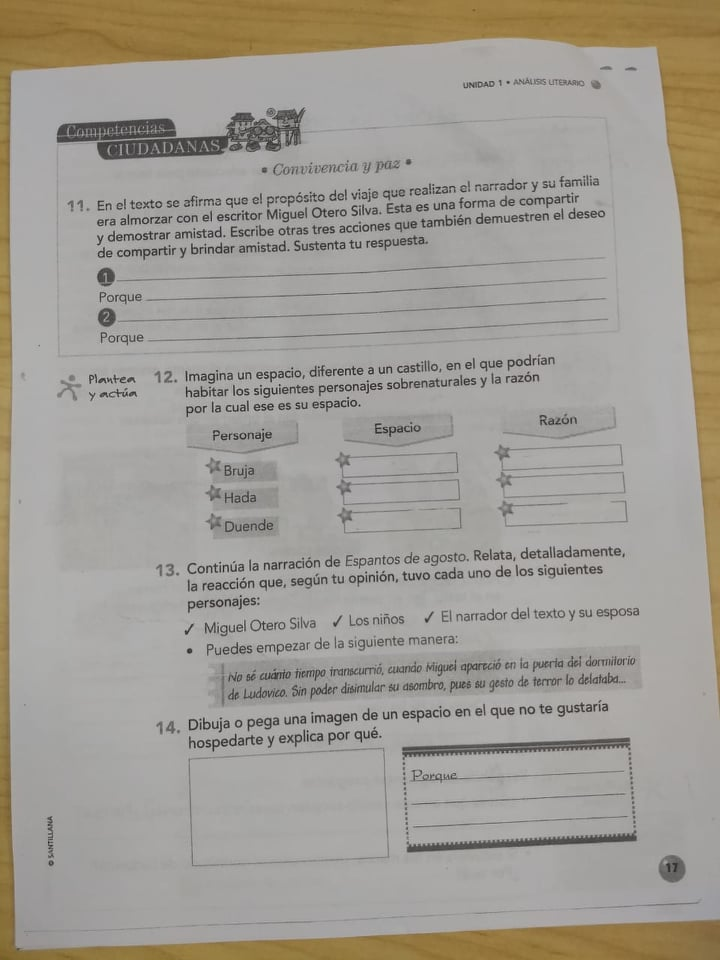 UNIDAD 1 • ANÁLISIS LITERARIO
Competencias
CIUDADANAS
• Convivencia y paz •
11. En el texto se afirma que el propósito del viaje que realizan el narrador y su familia
era almorzar con el escritor Miguel Otero Silva. Esta es una forma de compartir
y demostrar amistad. Escribe otras tres acciones que también demuestren el deseo
de compartir y brindar amistad. Sustenta tu respuesta.
1
Porque
2
Porque
Plantea
y actúa
12. Imagina un espacio, diferente a un castillo, en el que podrían
habitar los siguientes personajes sobrenaturales y la razón
por la cual ese es su espacio.
Personaje Espacio Razón
Bruja
Hada
Duende
13. Continúa la narración de Espantos de agosto. Relata, detalladamente,
la reacción que, según tu opinión, tuvo cada uno de los siguientes
personajes:
✓ Miguel Otero Silva ✓ Los niños ✓ El narrador del texto y su esposa
• Puedes empezar de la siguiente manera:
No sé cuánto tiempo transcurrió, cuando Miguel apareció en la puerta del dormitorio
de Ludovico. Sin poder disimular su asombro, pues su gesto de terror lo delataba...
14. Dibuja o pega una imagen de un espacio en el que no te gustaría
hospedarte y explica por qué.
Porque
© SANTILLANA
17